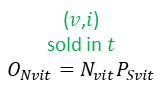 (v,i)
sold in t
O_{Nvit} = N_{vit}P_{Svit}